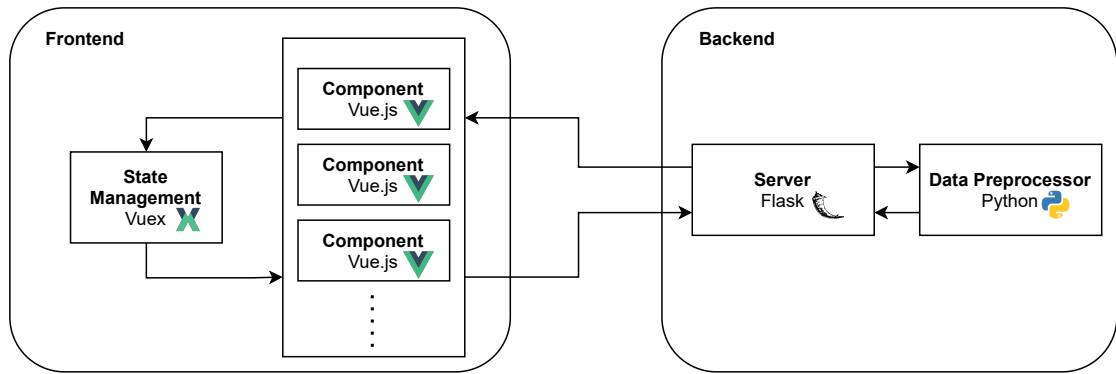 Frontend
Component
Vue.js
Component
Vue.js
Component
Vue.js
State
Management
Vuex
Backend
Server
Flask
Data Preprocessor
Python